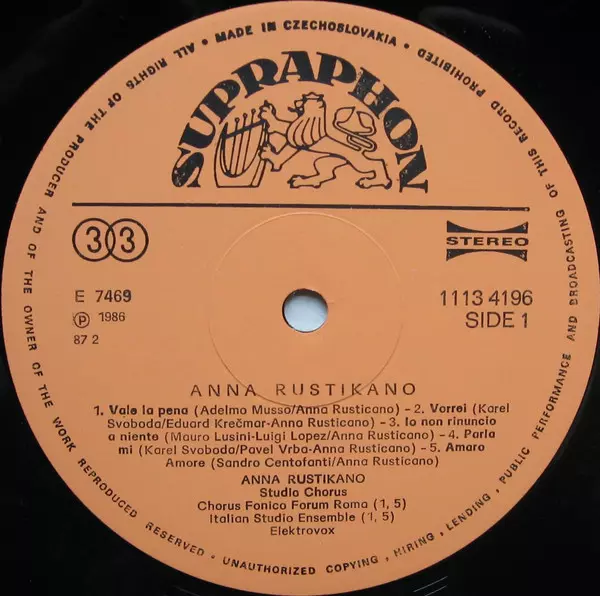 ALL RIGHTS OF THE PRODUCER AND OF THE OWNER OF THE WORK REPRODUCED RESERVED • UNAUTHORIZED COPYING, HIRING, LENDING, PUBLIC PERFORMANCE AND BROADCASTING OF THIS RECORD PROHIBITED • MADE IN CZECHOSLOVAKIA •
SUPRAPHON
33
STEREO
E 7469
1113 4196
Ⓟ 1986
SIDE 1
87 2
ANNA RUSTIKANO
1. Vale la pena (Adelmo Musso/Anna Rusticano) – 2. Vorrei (Karel
Svoboda/Eduard Krečmar-Anna Rusticano) – 3. Io non rinuncio
a niente (Mauro Lusini-Luigi Lopez/Anna Rusticano) – 4. Parla
mi (Karel Svoboda/Pavel Vrba-Anna Rusticano) – 5. Amaro
Amore (Sandro Centofanti/Anna Rusticano)
ANNA RUSTIKANO
Studio Chorus
Chorus Fonico Forum Roma (1, 5)
Italian Studio Ensemble (1, 5)
Elektrovox